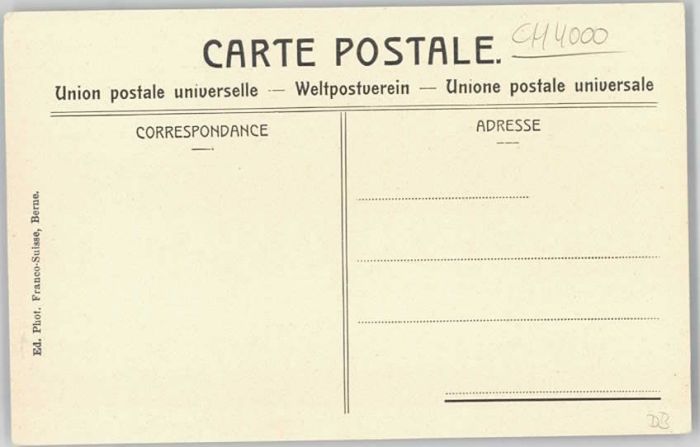 CARTE POSTALE.
CH4000
Union postale universelle — Weltpostverein — Unione postale universale
CORRESPONDANCE
ADRESSE
Ed. Phot. Franco-Suisse, Berne.
DB